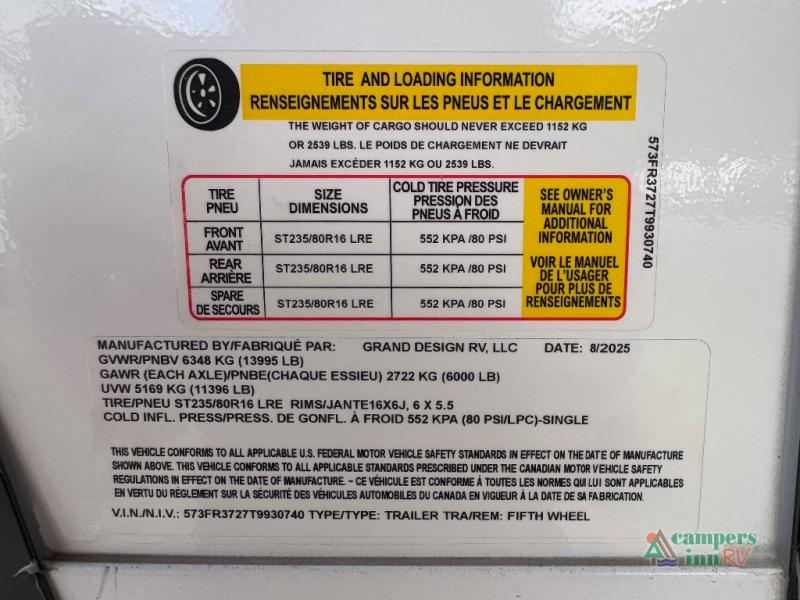 TIRE AND LOADING INFORMATION
RENSEIGNEMENTS SUR LES PNEUS ET LE CHARGEMENT
THE WEIGHT OF CARGO SHOULD NEVER EXCEED 1152 KG
OR 2539 LBS. LE POIDS DE CHARGEMENT NE DEVRAIT
JAMAIS EXCÉDER 1152 KG OU 2539 LBS.
TIRE SIZE COLD TIRE PRESSURE
PNEU DIMENSIONS PRESSION DES
PNEUS À FROID
FRONT
AVANT ST235/80R16 LRE 552 KPA /80 PSI
REAR
ARRIÈRE ST235/80R16 LRE 552 KPA /80 PSI
SPARE
DE SECOURS ST235/80R16 LRE 552 KPA /80 PSI
SEE OWNER'S
MANUAL FOR
ADDITIONAL
INFORMATION
VOIR LE MANUEL
DE L'USAGER
POUR PLUS DE
RENSEIGNEMENTS
573FR3727T9930740
MANUFACTURED BY/FABRIQUÉ PAR: GRAND DESIGN RV, LLC DATE: 8/2025
GVWR/PNBV 6348 KG (13995 LB)
GAWR (EACH AXLE)/PNBE(CHAQUE ESSIEU) 2722 KG (6000 LB)
UVW 5169 KG (11396 LB)
TIRE/PNEU ST235/80R16 LRE RIMS/JANTE16X6J, 6 X 5.5
COLD INFL. PRESS/PRESS. DE GONFL. À FROID 552 KPA (80 PSI/LPC)-SINGLE
THIS VEHICLE CONFORMS TO ALL APPLICABLE U.S. FEDERAL MOTOR VEHICLE SAFETY STANDARDS IN EFFECT ON THE DATE OF MANUFACTURE
SHOWN ABOVE. THIS VEHICLE CONFORMS TO ALL APPLICABLE STANDARDS PRESCRIBED UNDER THE CANADIAN MOTOR VEHICLE SAFETY
REGULATIONS IN EFFECT ON THE DATE OF MANUFACTURE. ~ CE VÉHICULE EST CONFORME À TOUTES LES NORMES QUI LUI SONT APPLICABLES
EN VERTU DU RÈGLEMENT SUR LA SÉCURITÉ DES VÉHICULES AUTOMOBILES DU CANADA EN VIGUEUR À LA DATE DE SA FABRICATION.
V.I.N./N.I.V.: 573FR3727T9930740 TYPE/TYPE: TRAILER TRA/REM: FIFTH WHEEL
campers
inn RV